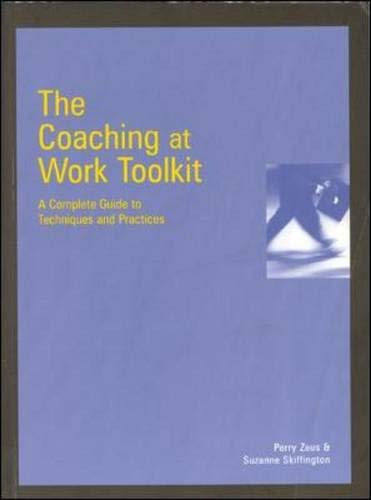 The
Coaching at
Work Toolkit
A Complete Guide to
Techniques and Practices
Perry Zeus &
Suzanne Skiffington